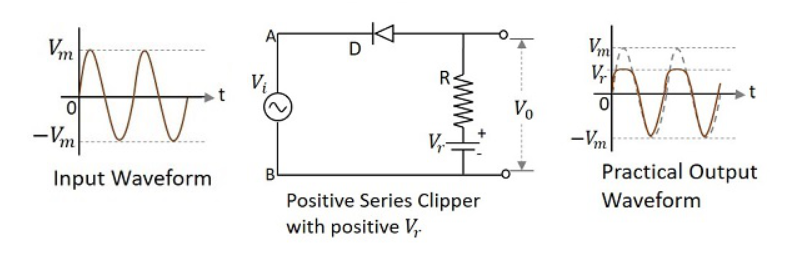 Vₘ
0
t
−Vₘ
Input Waveform
A
D
Vᵢ
R
Vᵣ
+
-
V₀
B
Positive Series Clipper
with positive Vᵣ.
Vₘ
Vᵣ
0
t
−Vₘ
Practical Output
Waveform